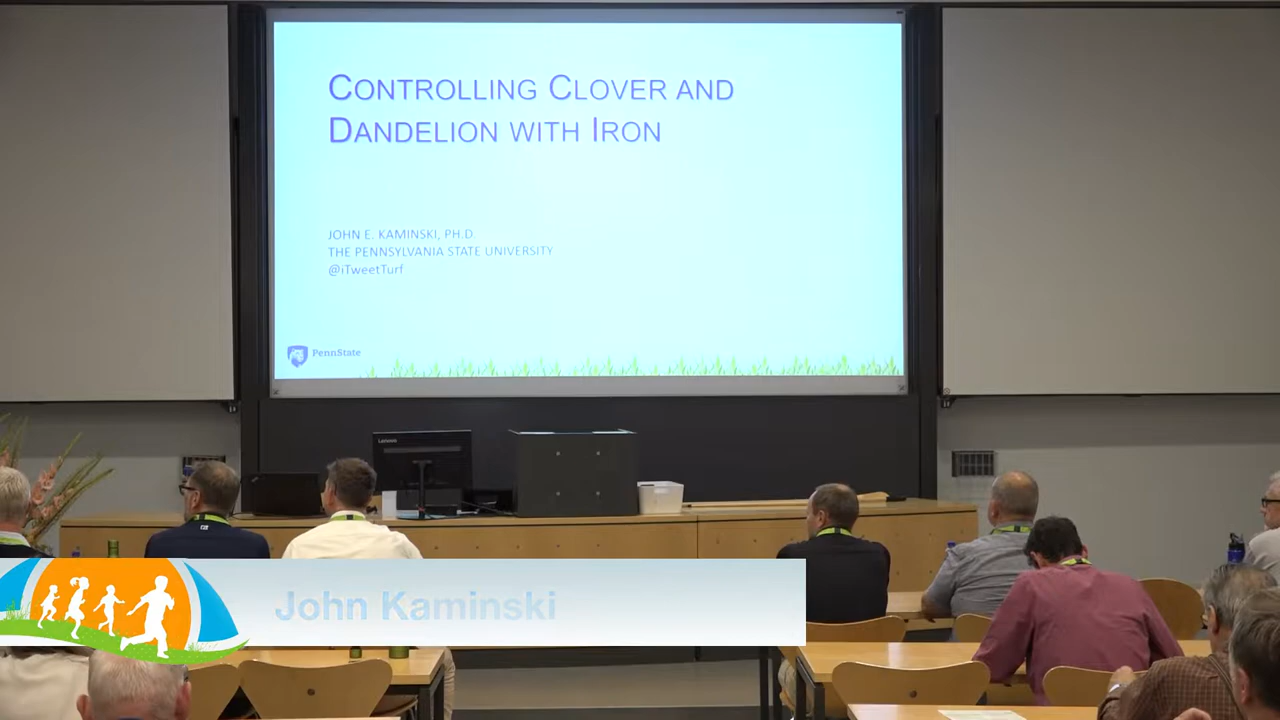 CONTROLLING CLOVER AND
DANDELION WITH IRON
JOHN E. KAMINSKI, PH.D.
THE PENNSYLVANIA STATE UNIVERSITY
@iTweetTurf
PennState
John Kaminski